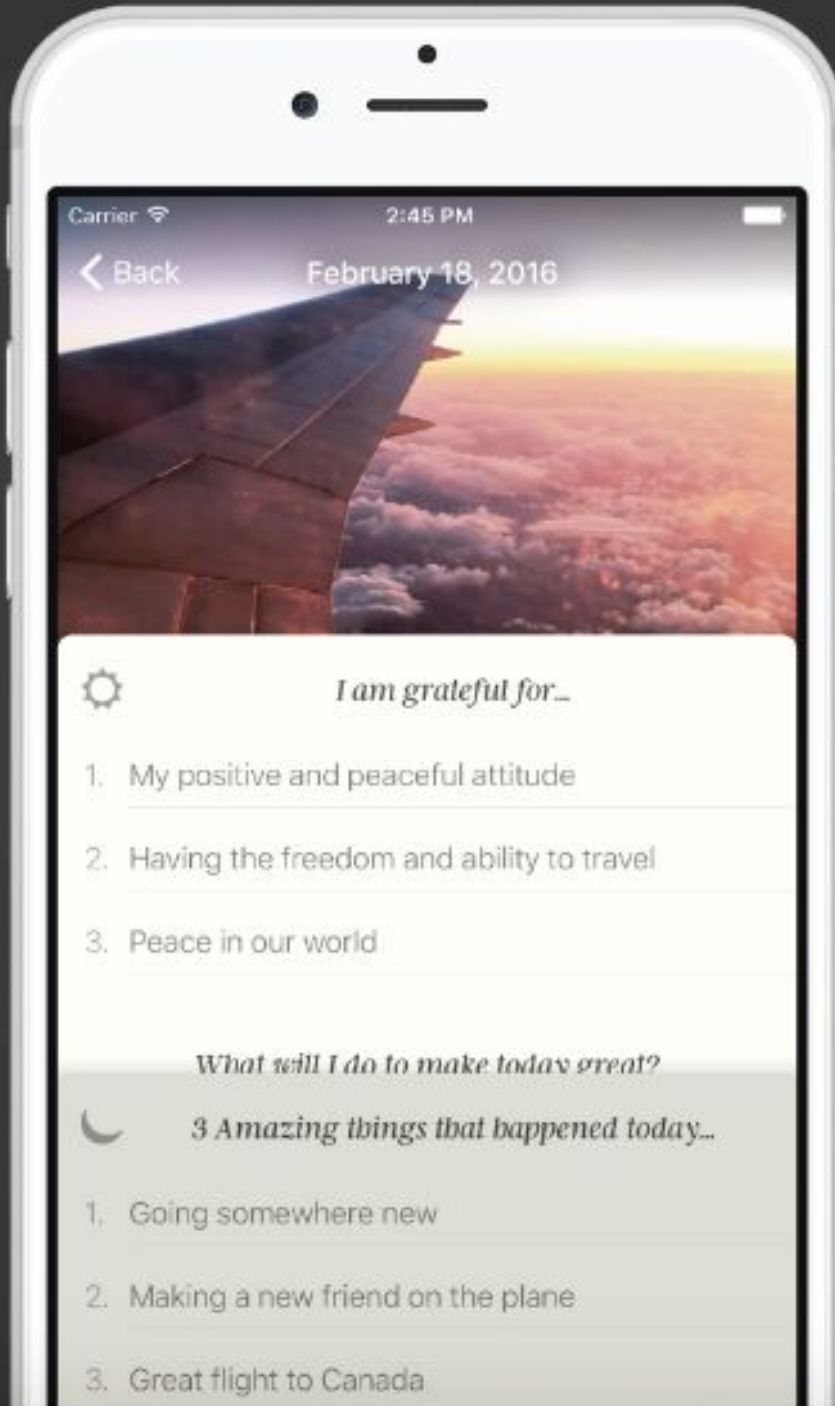 Carrier
2:45 PM
Back
February 18, 2016
I am grateful for...
1. My positive and peaceful attitude
2. Having the freedom and ability to travel
3. Peace in our world
What will I do to make today great?
3 Amazing things that happened today...
1. Going somewhere new
2. Making a new friend on the plane
3. Great flight to Canada